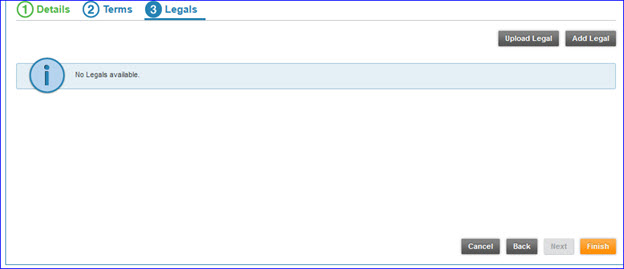 1 Details 2 Terms 3 Legals
Upload Legal Add Legal
i No Legals available.
Cancel Back Next Finish